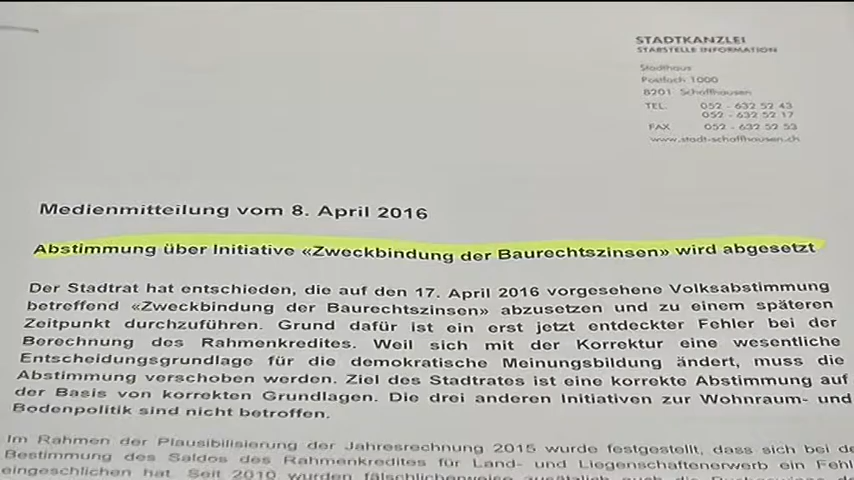 STADTKANZLEI
STABSTELLE INFORMATION
Stadthaus
Postfach 1000
8201 Schaffhausen
TEL. 052 - 632 52 43
052 - 632 52 17
FAX 052 - 632 52 53
www.stadt-schaffhausen.ch
Medienmitteilung vom 8. April 2016
Abstimmung über Initiative «Zweckbindung der Baurechtszinsen» wird abgesetzt
Der Stadtrat hat entschieden, die auf den 17. April 2016 vorgesehene Volksabstimmung
betreffend «Zweckbindung der Baurechtszinsen» abzusetzen und zu einem späteren
Zeitpunkt durchzuführen. Grund dafür ist ein erst jetzt entdeckter Fehler bei der
Berechnung des Rahmenkredites. Weil sich mit der Korrektur eine wesentliche
Entscheidungsgrundlage für die demokratische Meinungsbildung ändert, muss die
Abstimmung verschoben werden. Ziel des Stadtrates ist eine korrekte Abstimmung auf
der Basis von korrekten Grundlagen. Die drei anderen Initiativen zur Wohnraum- und
Bodenpolitik sind nicht betroffen.
Im Rahmen der Plausibilisierung der Jahresrechnung 2015 wurde festgestellt, dass sich bei de
Bestimmung des Saldos des Rahmenkredites für Land- und Liegenschaftenerwerb ein Fehl
eingeschlichen hat. Seit 2010 wurden fälschlicherweise zusätzlich auch die